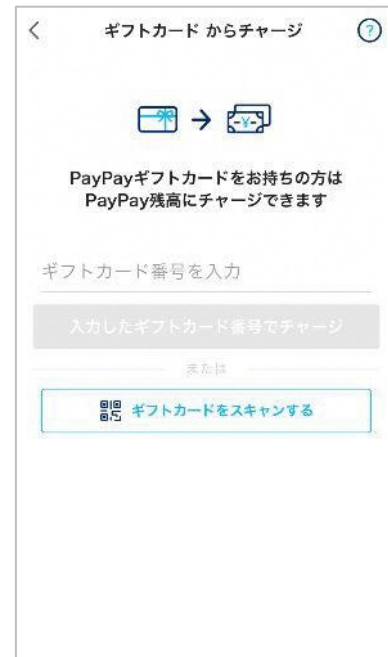 ギフトカード からチャージ
?
PayPayギフトカードをお持ちの方は
PayPay残高にチャージできます
ギフトカード番号を入力
入力したギフトカード番号でチャージ
または
ギフトカードをスキャンする